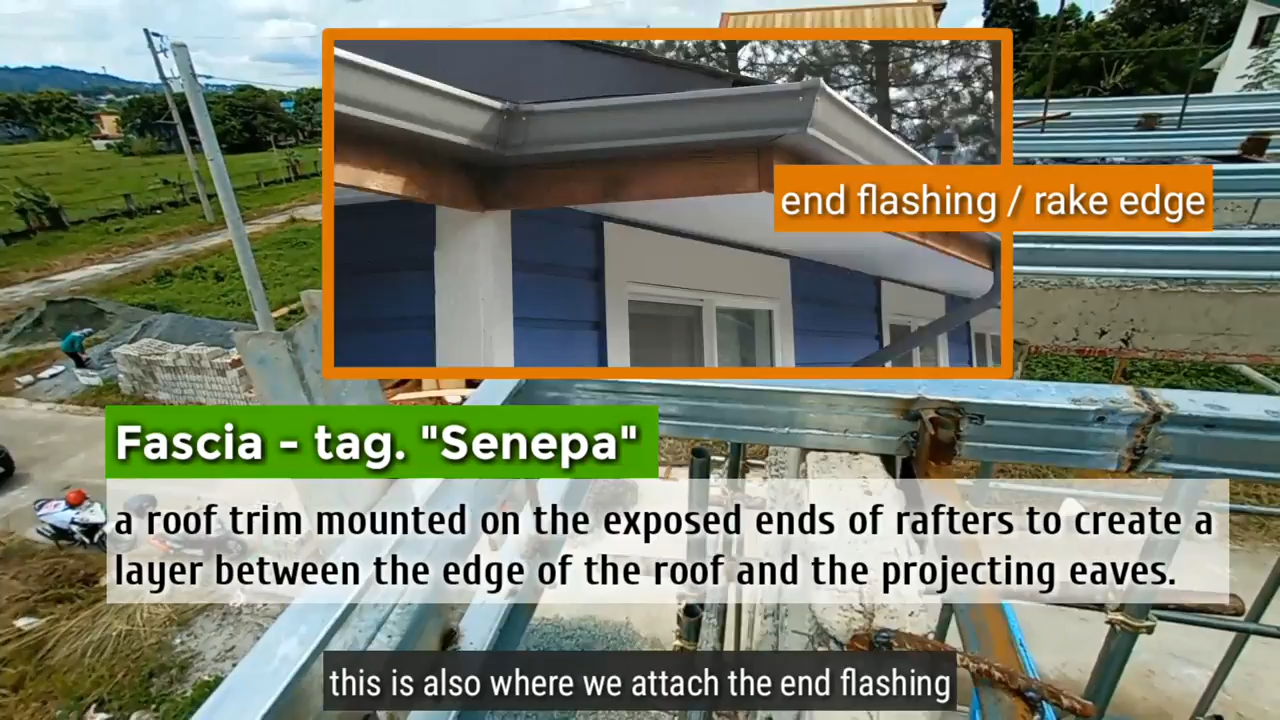 end flashing / rake edge
Fascia - tag. "Senepa"
a roof trim mounted on the exposed ends of rafters to create a
layer between the edge of the roof and the projecting eaves.
this is also where we attach the end flashing